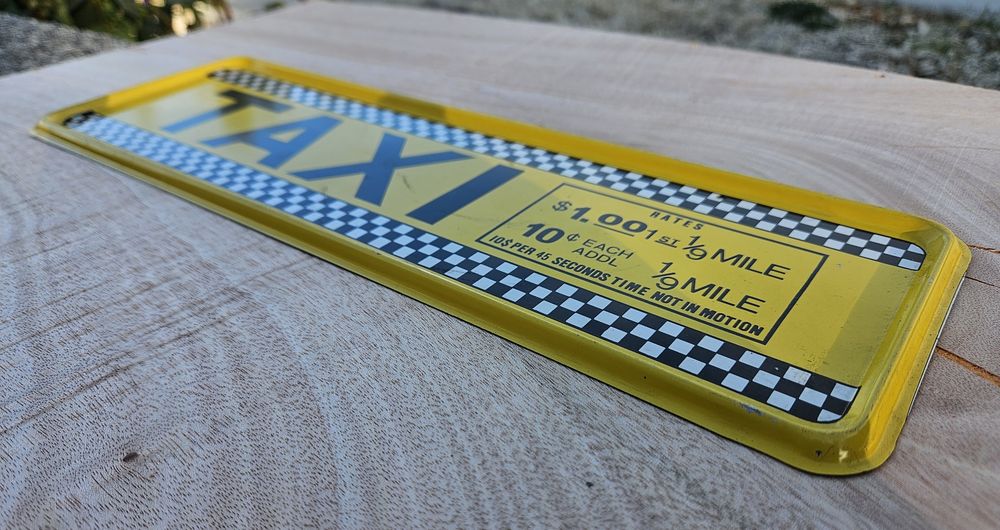 TAXI
RATES
$1.00 1ST 1/9 MILE
10¢ EACH ADDL 1/9 MILE
10$ PER 45 SECONDS TIME NOT IN MOTION